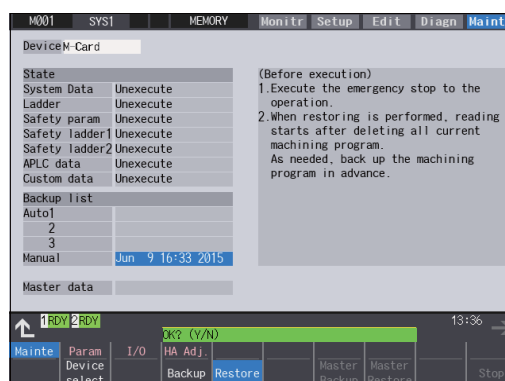 M001 SYS1 MEMORY Monitr Setup Edit Diagn Maint
Device M-Card
State
System Data Unexecute
Ladder Unexecute
Safety param Unexecute
Safety ladder1 Unexecute
Safety ladder2 Unexecute
APLC data Unexecute
Custom data Unexecute
Backup list
Auto1
2
3
Manual Jun 9 16:33 2015
Master data
(Before execution)
1.Execute the emergency stop to the
operation.
2.When restoring is performed, reading
starts after deleting all current
machining program.
As needed, back up the machining
program in advance.
1 RDY 2 RDY 13:36
OK? (Y/N)
Mainte Param I/O HA Adj.
Device
select Backup Restore Master
Backup Master
Restore Stop